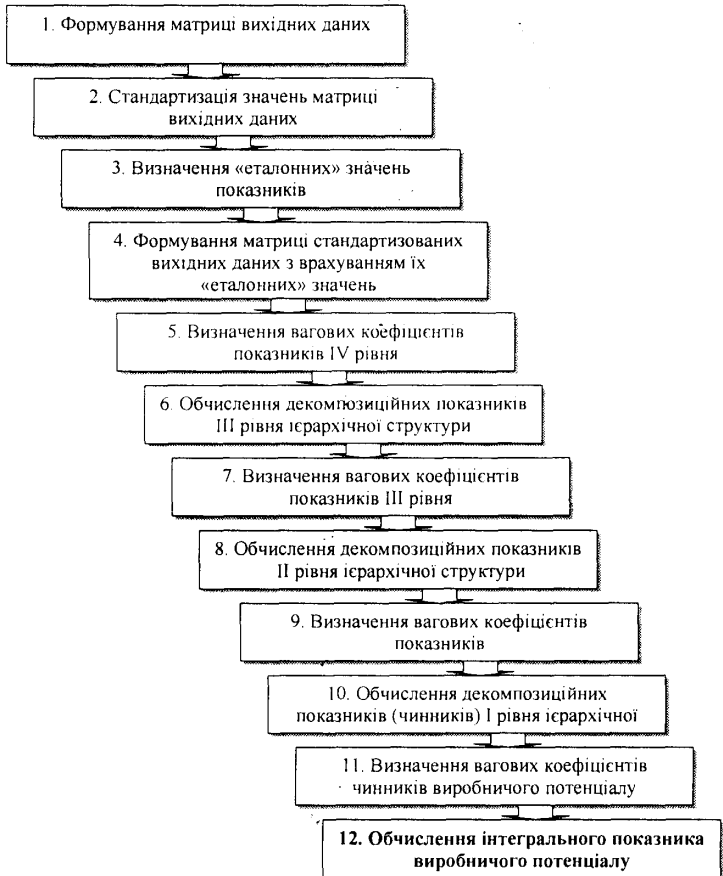 1. Формування матриці вихідних даних
2. Стандартизація значень матриці
вихідних даних
3. Визначення «еталонних» значень
показників
4. Формування матриці стандартизованих
вихідних даних з врахуванням їх
«еталонних» значень
5. Визначення вагових коефіцієнтів
показників IV рівня
6. Обчислення декомпозиційних показників
III рівня ієрархічної структури
7. Визначення вагових коефіцієнтів
показників III рівня
8. Обчислення декомпозиційних показників
II рівня ієрархічної структури
9. Визначення вагових коефіцієнтів
показників
10. Обчислення декомпозиційних
показників (чинників) I рівня ієрархічної
11. Визначення вагових коефіцієнтів
чинників виробничого потенціалу
12. Обчислення інтегрального показника
виробничого потенціалу